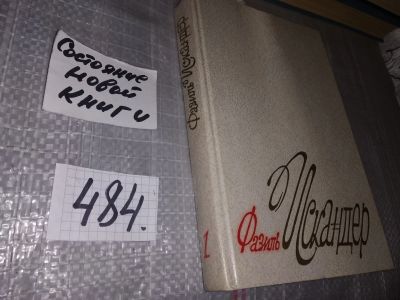 Состояние
новой
книги
484.
Фазиль Искандер
1
Фазиль Искандер